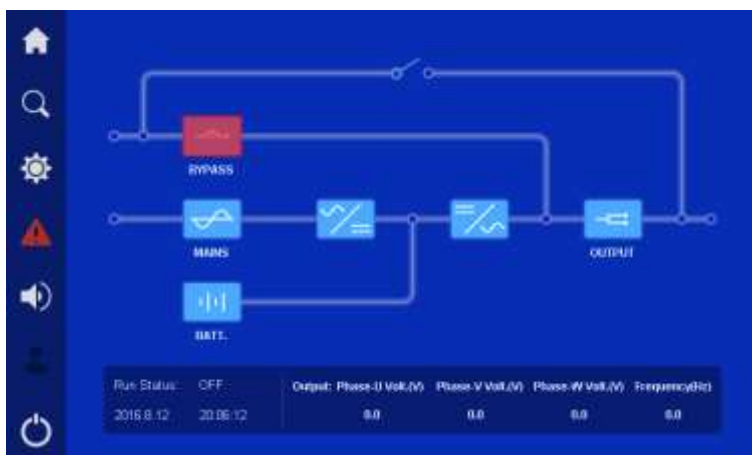 BYPASS
MAINS
OUTPUT
BATT.
Run Status: OFF Output: Phase-U Volt.(V) Phase-V Volt.(V) Phase-W Volt.(V) Frequency(Hz)
2016.8.12 20:06:12 0.0 0.0 0.0 0.0